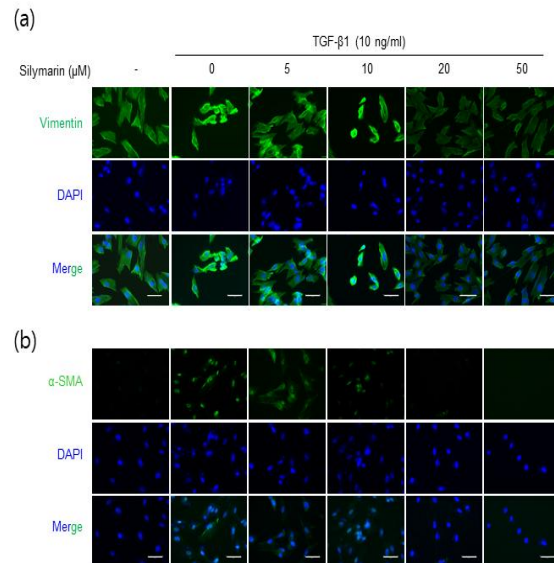 (a)
TGF-β1 (10 ng/ml)
Silymarin (μM) - 0 5 10 20 50
Vimentin
DAPI
Merge
(b)
α-SMA
DAPI
Merge